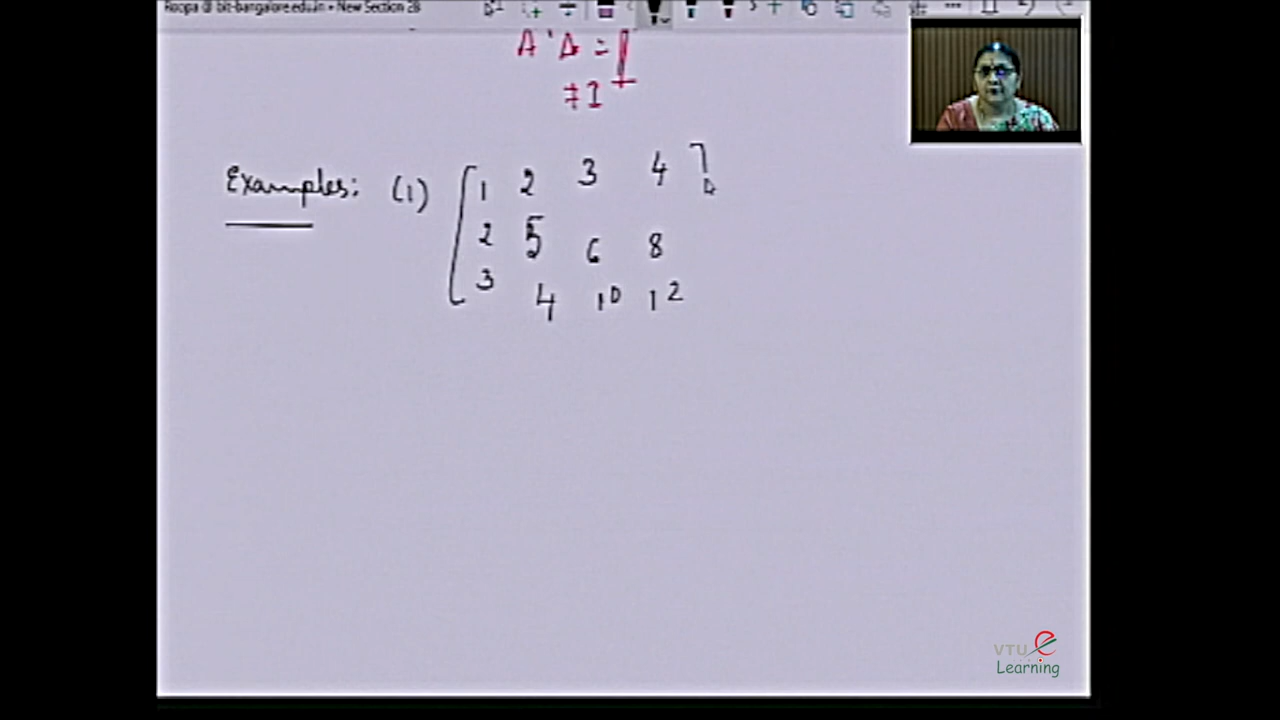 Roopa @ bit-bangalore.edu.in • New Section 28
A'A =
≠ I
Examples: (1) [ 1 2 3 4 ]
2 5 6 8
3 4 10 12
VTU e
Learning